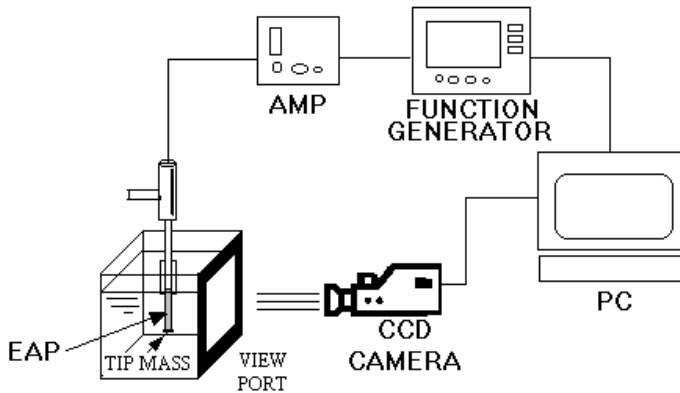 AMP
FUNCTION
GENERATOR
PC
CCD
CAMERA
EAP
TIP MASS
VIEW
PORT